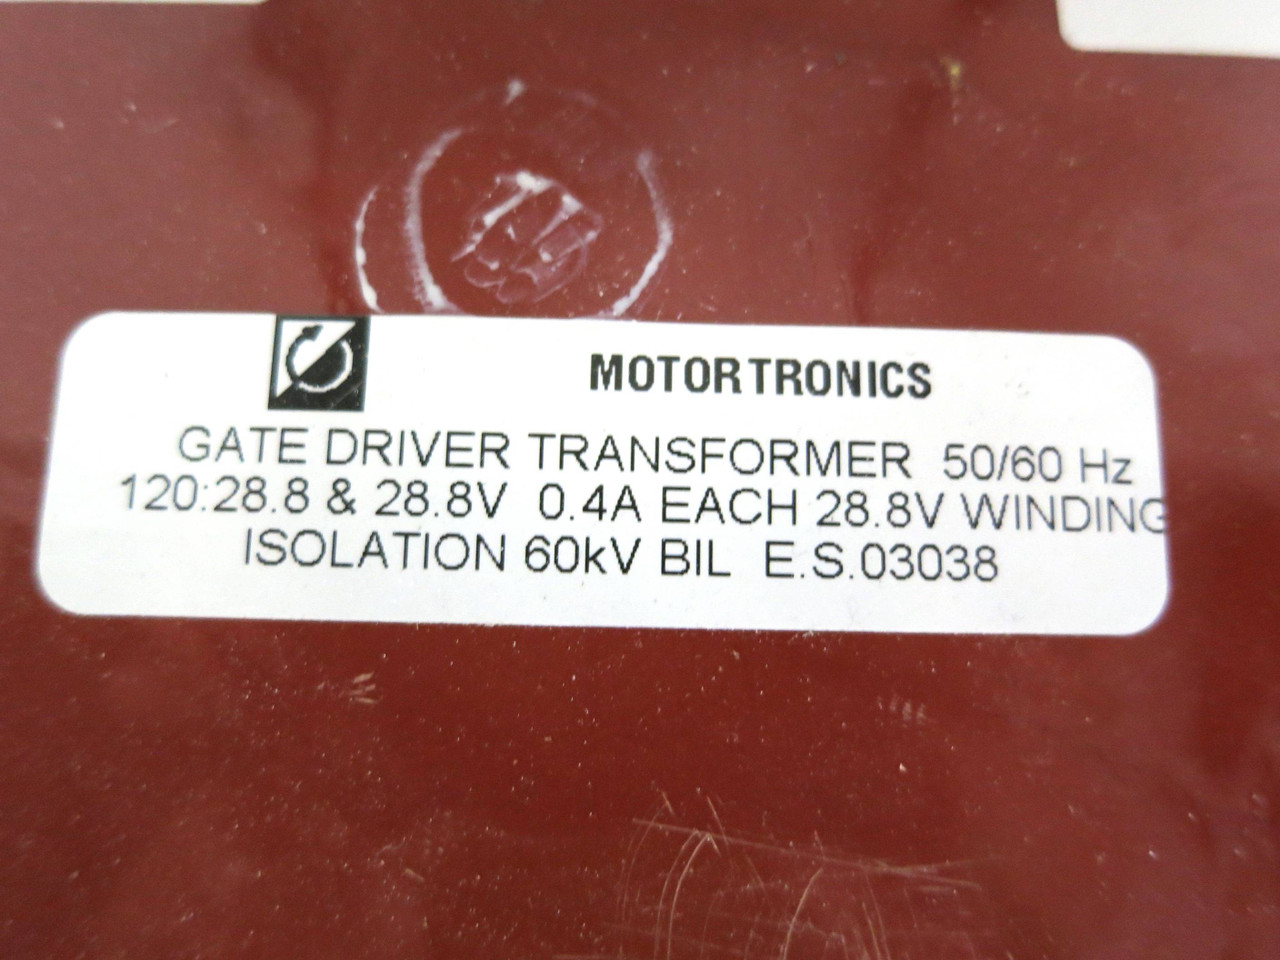 MOTORTRONICS
GATE DRIVER TRANSFORMER 50/60 Hz
120:28.8 & 28.8V 0.4A EACH 28.8V WINDING
ISOLATION 60kV BIL E.S.03038